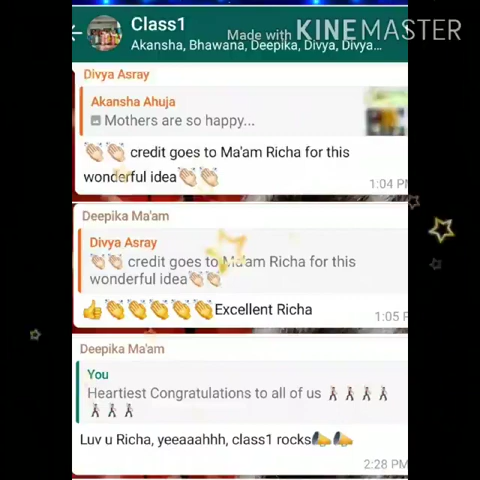 Made with KINEMASTER
Class1
Akansha, Bhawana, Deepika, Divya, Divya...
Divya Asray
Akansha Ahuja
Mothers are so happy...
👏👏 credit goes to Ma'am Richa for this
wonderful idea👏👏
1:04 PM
Deepika Ma'am
Divya Asray
👏👏 credit goes to Ma'am Richa for this
wonderful idea👏👏
👍👏👏👏👏Excellent Richa
1:05 P
Deepika Ma'am
You
Heartiest Congratulations to all of us 🕺🕺🕺🕺
🕺🕺🕺
Luv u Richa, yeeaaahhh, class1 rocks📣📣
2:28 PM